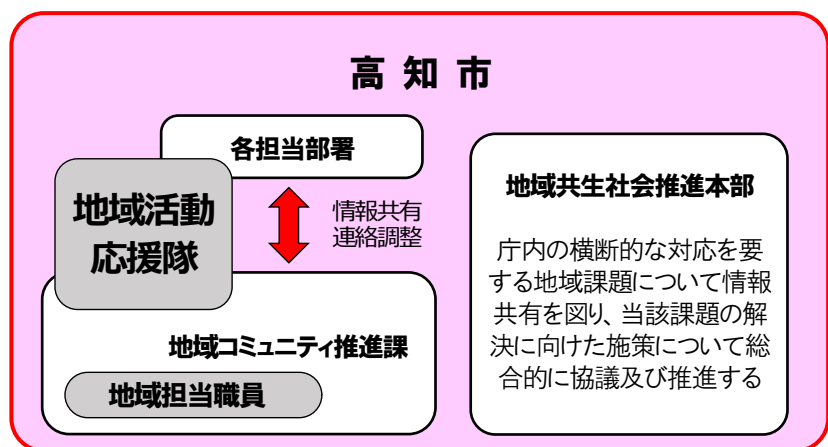 高知市
各担当部署
地域活動
応援隊
情報共有
連絡調整
地域コミュニティ推進課
地域担当職員
地域共生社会推進本部
庁内の横断的な対応を要
する地域課題について情報
共有を図り、当該課題の解
決に向けた施策について総
合的に協議及び推進する